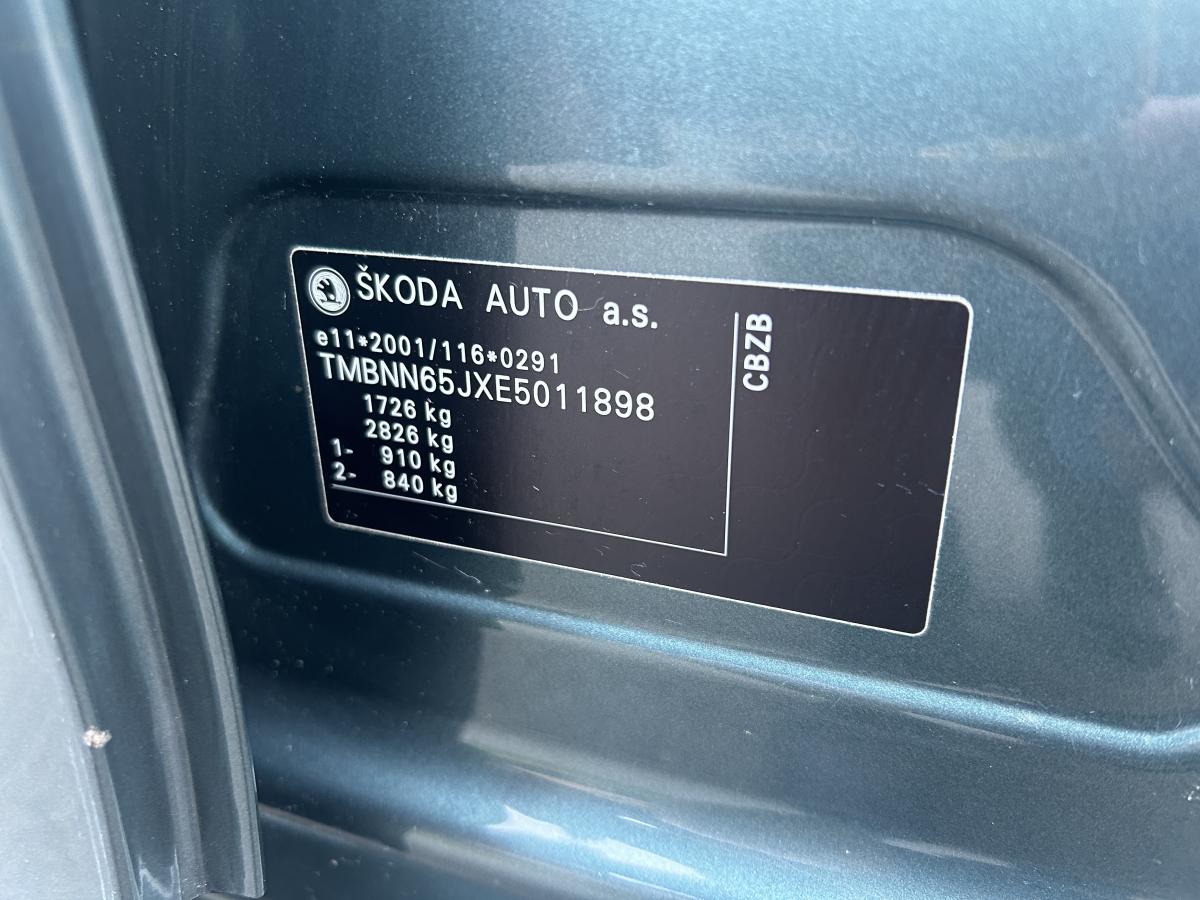 ŠKODA AUTO a.s.
e11*2001/116*0291
TMBNN65JXE5011898
1726 kg
2826 kg
1- 910 kg
2- 840 kg
CBZB